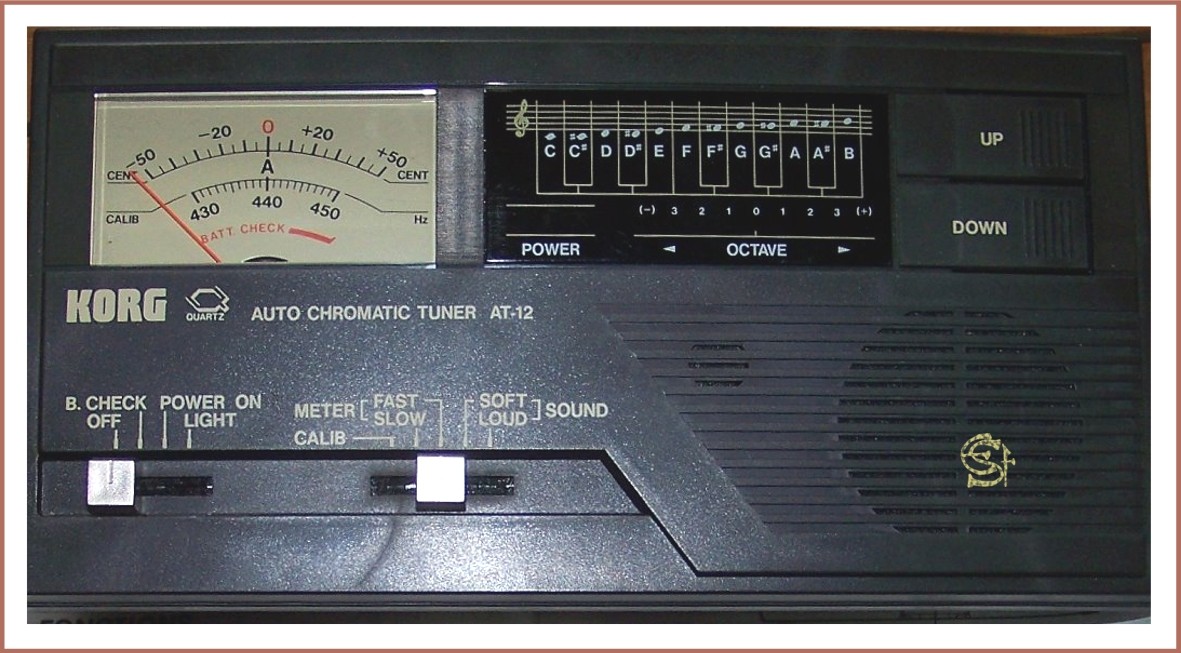 -50 -20 0 +20 +50
CENT A CENT
430 440 450
CALIB Hz
BATT. CHECK
C C# D D# E F F# G G# A A# B
(-) 3 2 1 0 1 2 3 (+)
POWER ◄ OCTAVE ►
UP
DOWN
KORG QUARTZ AUTO CHROMATIC TUNER AT-12
B. CHECK POWER ON
OFF LIGHT
METER FAST SOFT SOUND
SLOW LOUD
CALIB